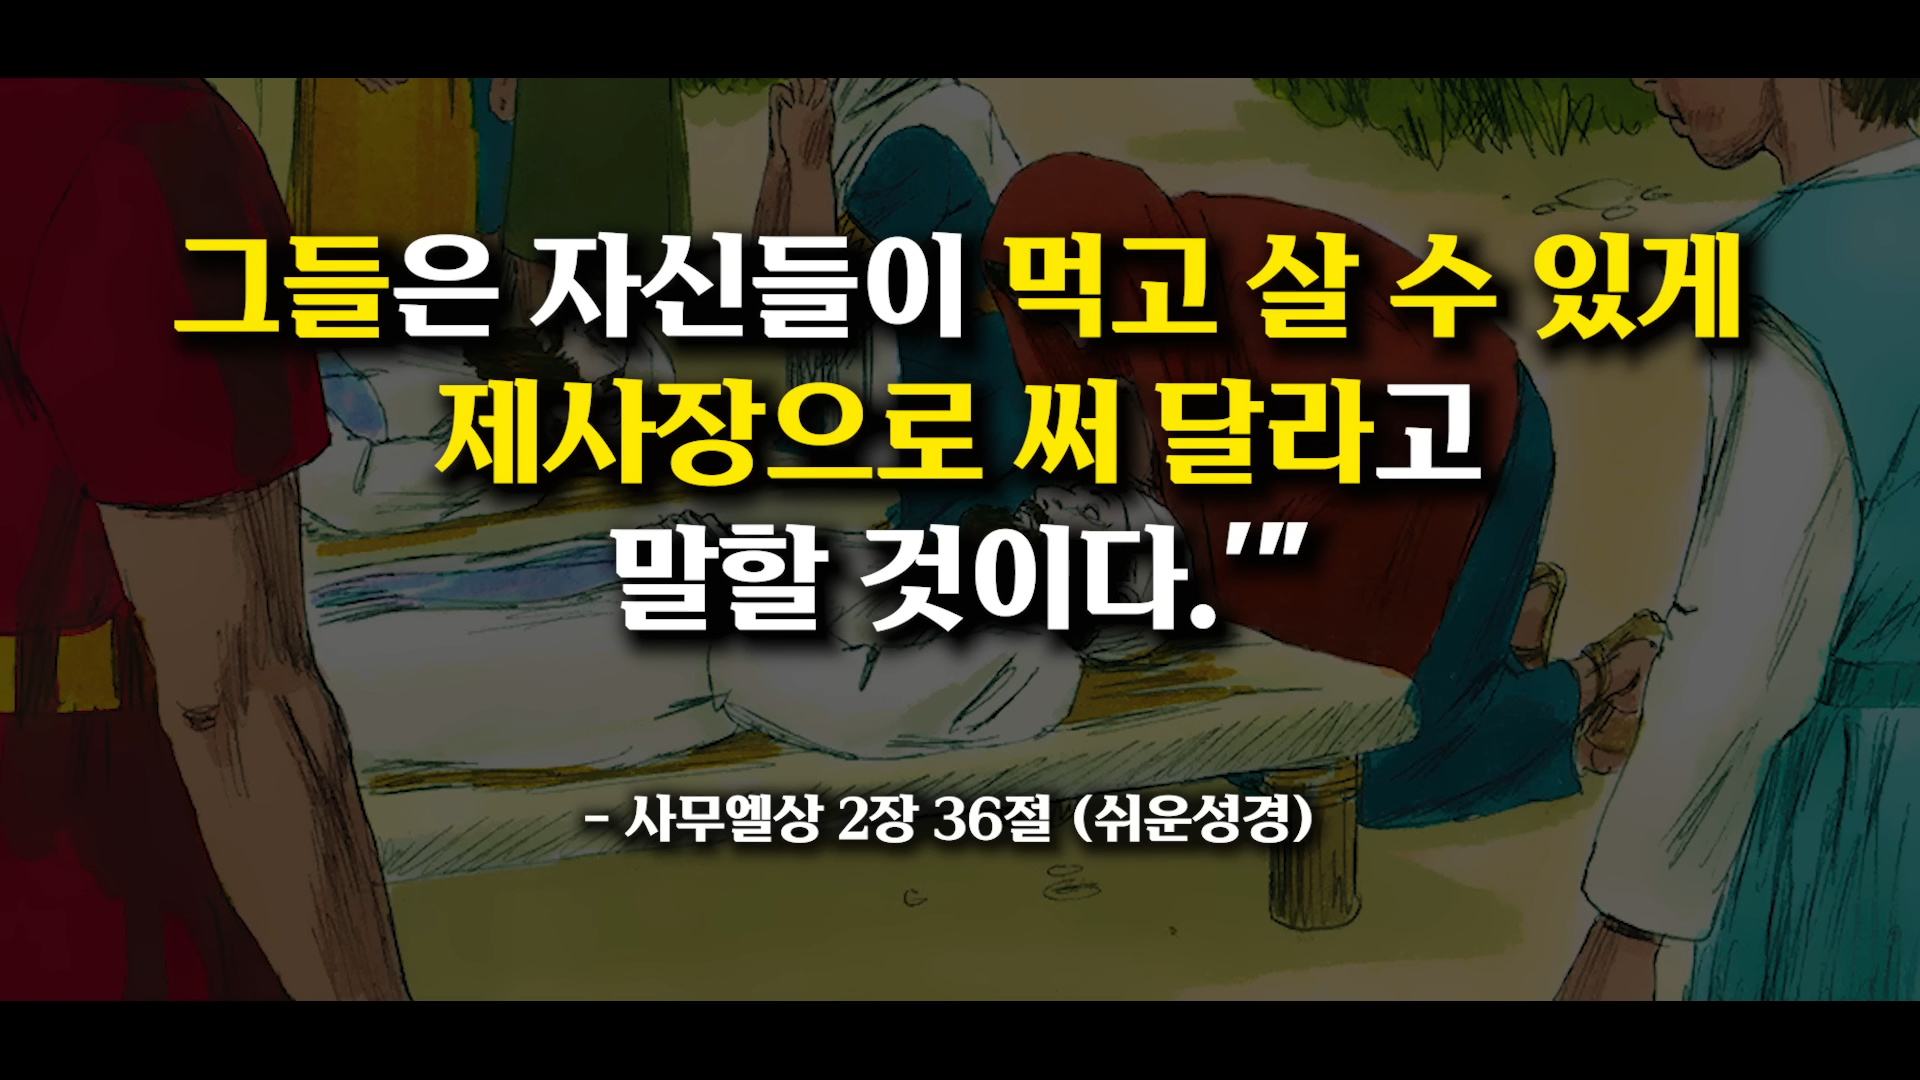 그들은 자신들이 먹고 살 수 있게
제사장으로 써 달라고
말할 것이다.'"
- 사무엘상 2장 36절 (쉬운성경)